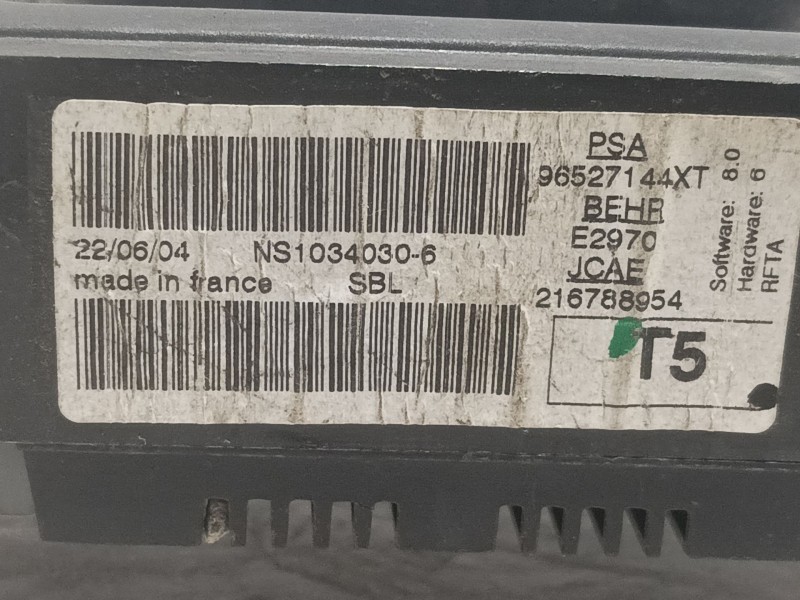 22/06/04 NS1034030-6
made in france SBL
PSA
96527144XT
BEHR
E2970
JCAE
216788954
T5
Software: 8.0
Hardware: 6
RFTA